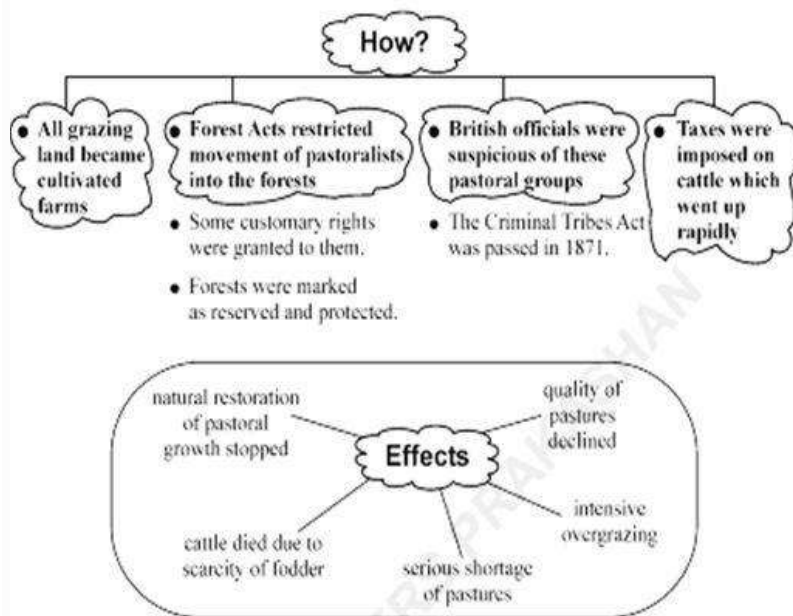 How?
● All grazing
land became
cultivated
farms
● Forest Acts restricted
movement of pastoralists
into the forests
● Some customary rights
were granted to them.
● Forests were marked
as reserved and protected.
● British officials were
suspicious of these
pastoral groups
● The Criminal Tribes Act
was passed in 1871.
● Taxes were
imposed on
cattle which
went up
rapidly
natural restoration
of pastoral
growth stopped
quality of
pastures
declined
Effects
cattle died due to
scarcity of fodder
serious shortage
of pastures
intensive
overgrazing